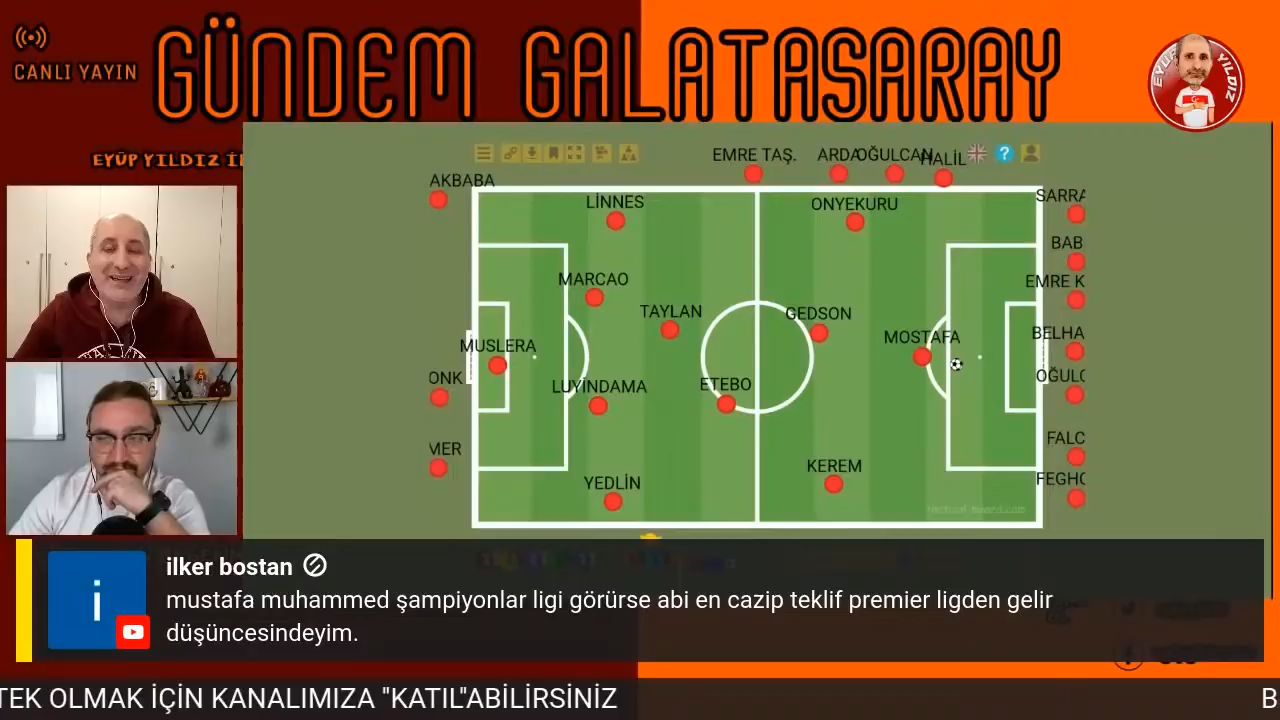 GÜNDEM GALATASARAY
CANLI YAYIN
EYÜP YILDIZ
EYÜP YILDIZ İL
EMRE TAŞ.
ARDA
OĞULCAN
HALİL
AKBABA
LİNNES
ONYEKURU
SARRA
BAB
MARCAO
EMRE K
TAYLAN
GEDSON
MOSTAFA
BELHA
MUSLERA
ONK
LUYİNDAMA
ETEBO
OĞULC
MER
KEREM
FALC
YEDLİN
FEGHO
ilker bostan
i
mustafa muhammed şampiyonlar ligi görürse abi en cazip teklif premier ligden gelir
düşüncesindeyim.
TEK OLMAK İÇİN KANALIMIZA "KATIL"ABİLİRSİNİZ
B